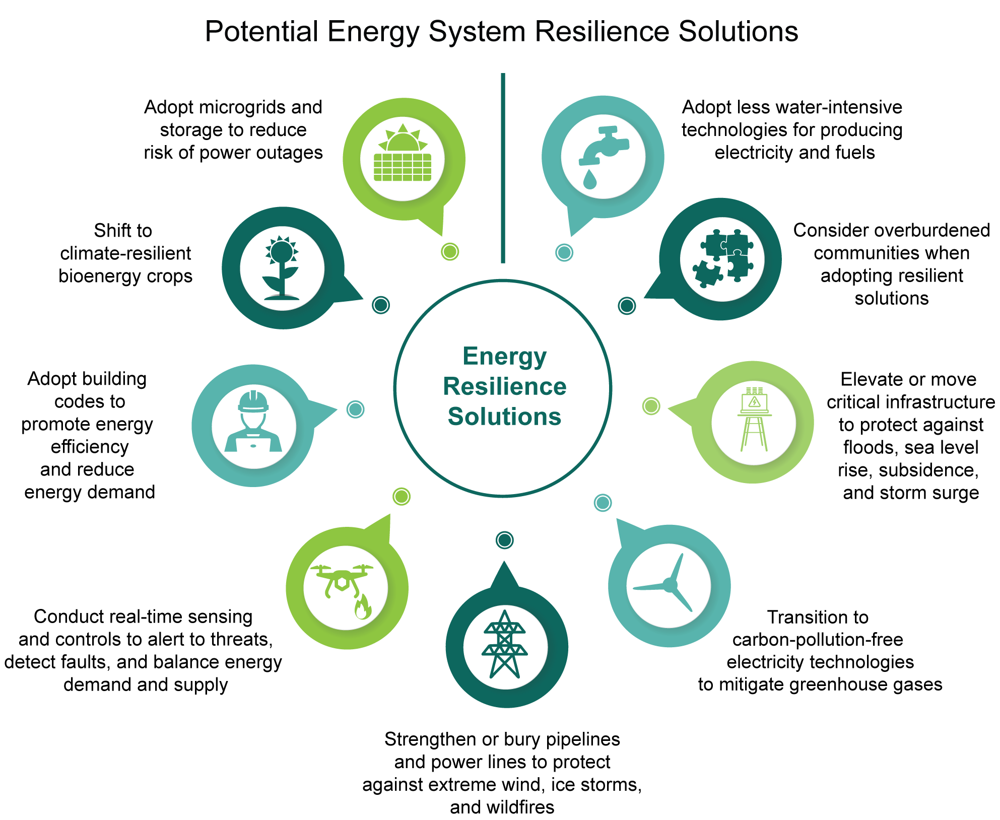 Potential Energy System Resilience Solutions
Adopt microgrids and
storage to reduce
risk of power outages
Adopt less water-intensive
technologies for producing
electricity and fuels
Shift to
climate-resilient
bioenergy crops
Consider overburdened
communities when
adopting resilient
solutions
Energy
Resilience
Solutions
Adopt building
codes to
promote energy
efficiency
and reduce
energy demand
Elevate or move
critical infrastructure
to protect against
floods, sea level
rise, subsidence,
and storm surge
Conduct real-time sensing
and controls to alert to threats,
detect faults, and balance energy
demand and supply
Transition to
carbon-pollution-free
electricity technologies
to mitigate greenhouse gases
Strengthen or bury pipelines
and power lines to protect
against extreme wind, ice storms,
and wildfires